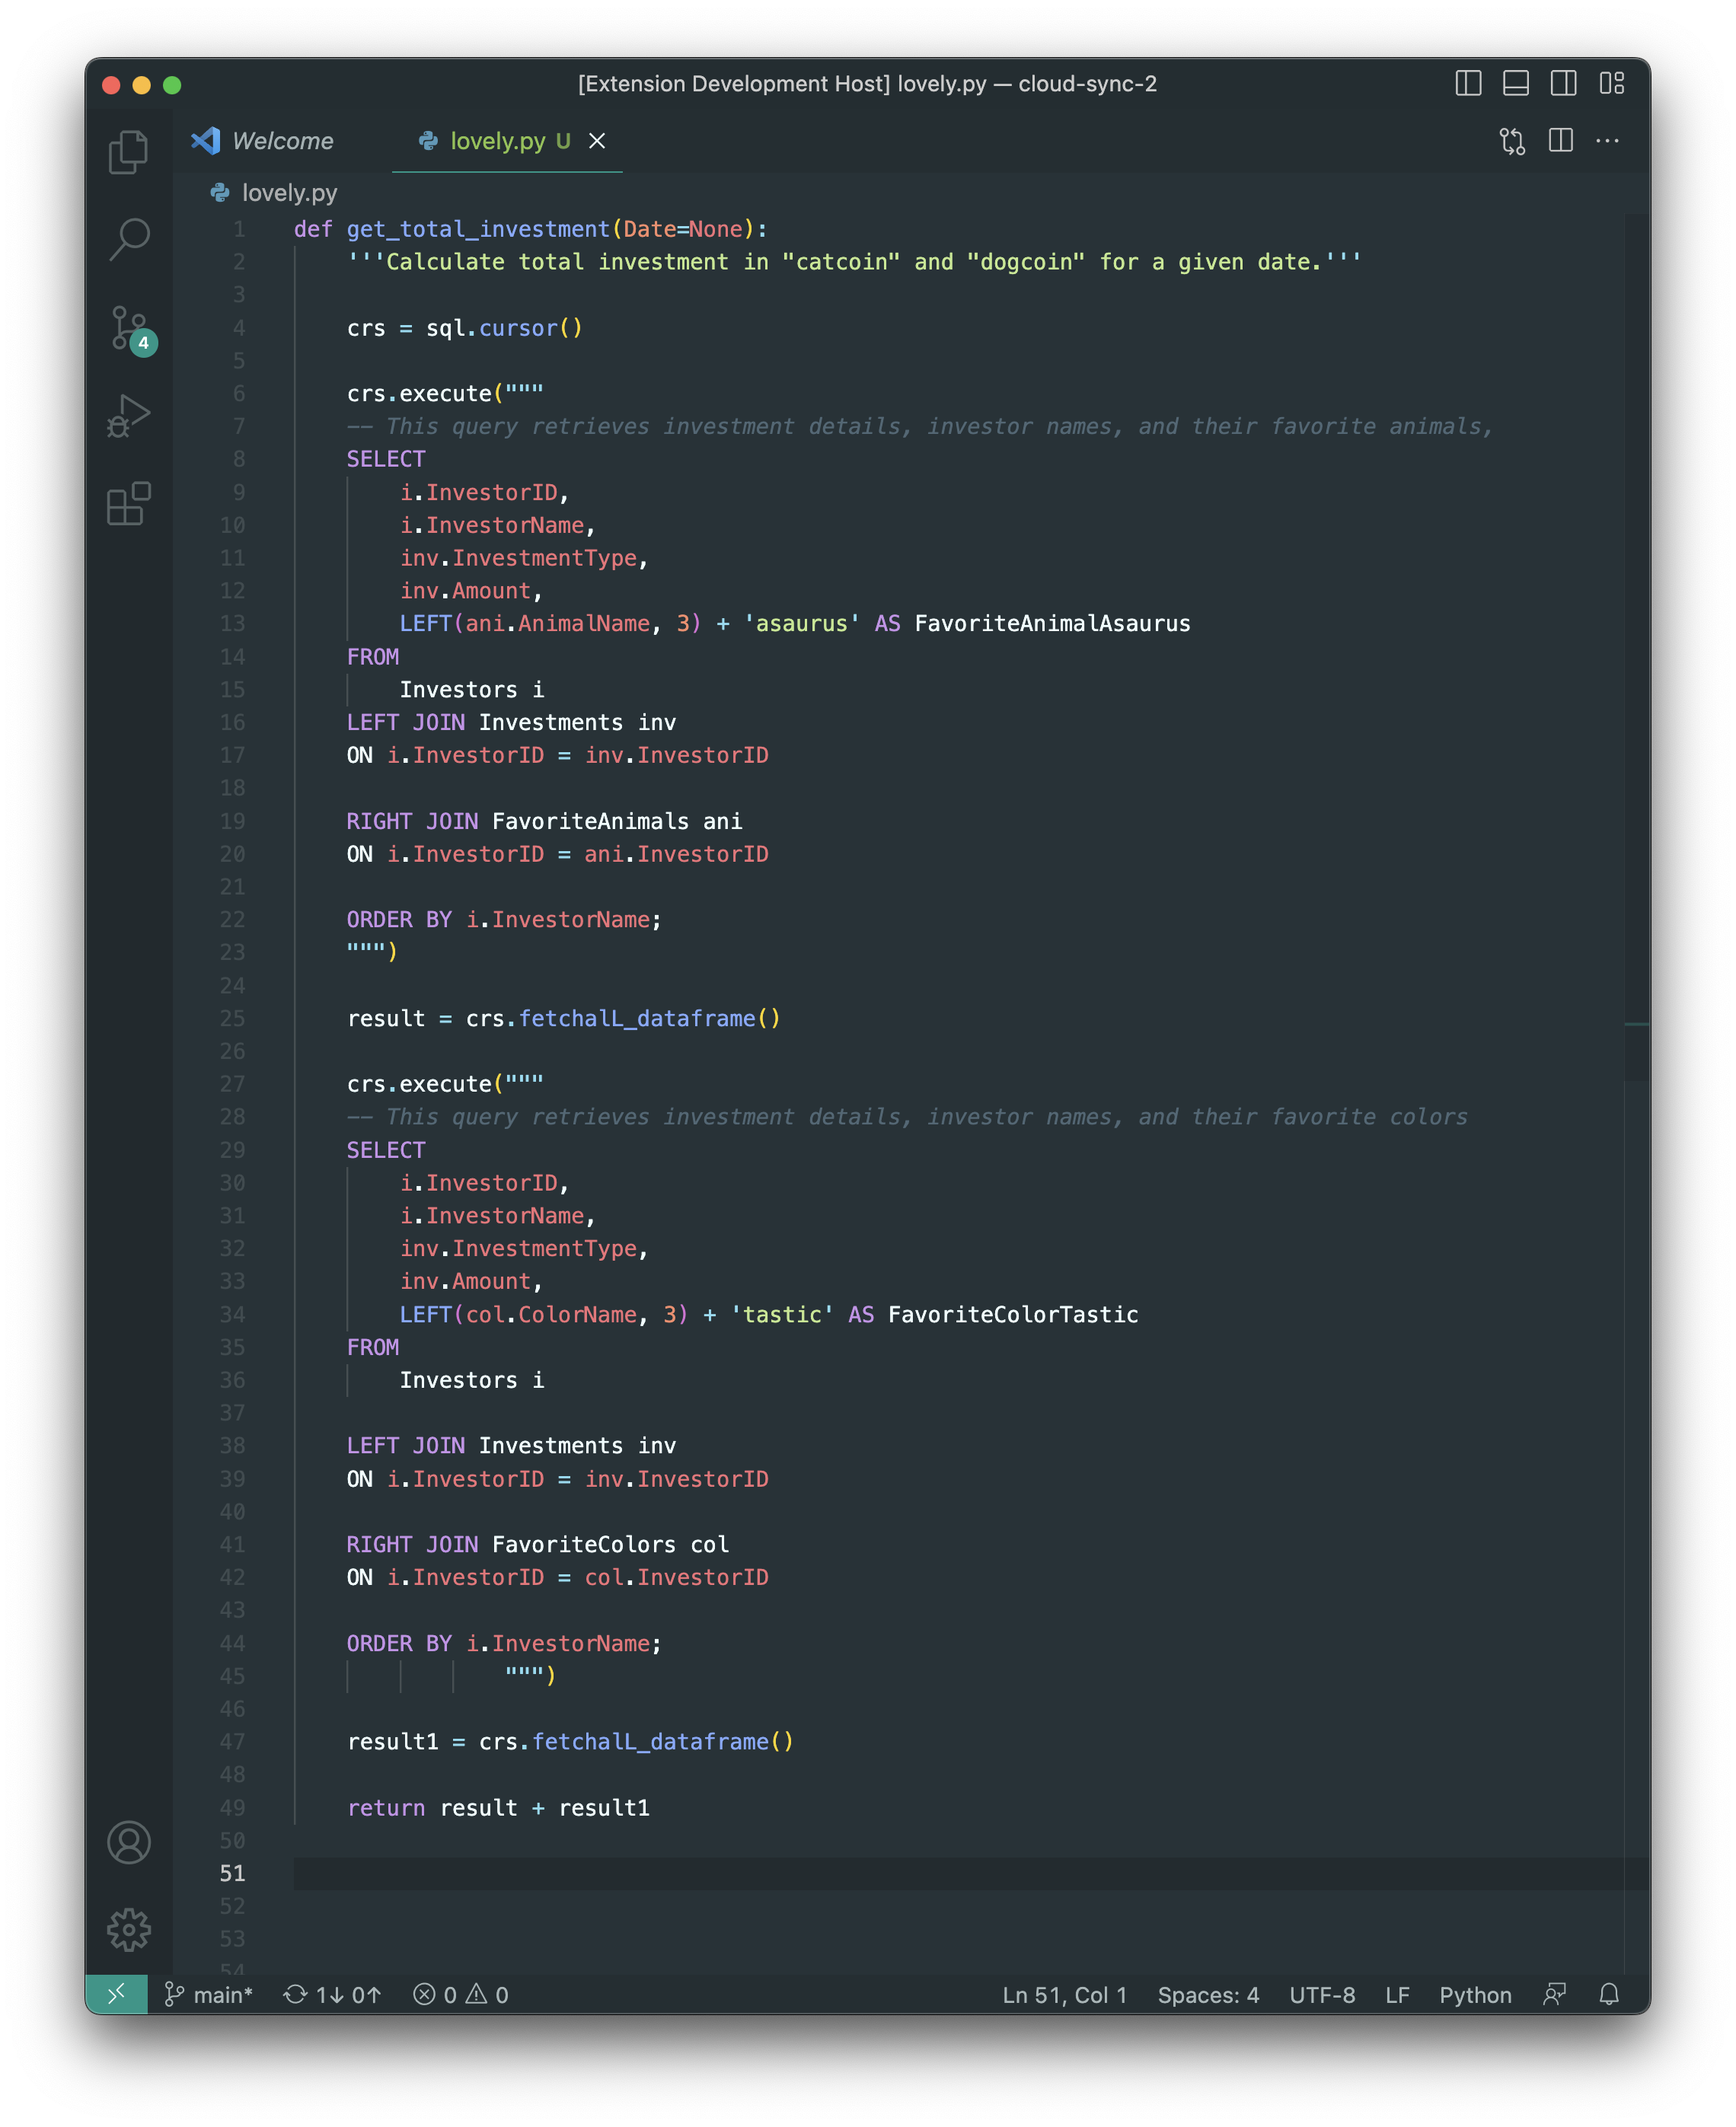 [Extension Development Host] lovely.py — cloud-sync-2
Welcome
lovely.py U
lovely.py
1 def get_total_investment(Date=None):
2 '''Calculate total investment in "catcoin" and "dogcoin" for a given date.'''
3
4 crs = sql.cursor()
5
6 crs.execute("""
7 -- This query retrieves investment details, investor names, and their favorite animals,
8 SELECT
9 i.InvestorID,
10 i.InvestorName,
11 inv.InvestmentType,
12 inv.Amount,
13 LEFT(ani.AnimalName, 3) + 'asaurus' AS FavoriteAnimalAsaurus
14 FROM
15 Investors i
16 LEFT JOIN Investments inv
17 ON i.InvestorID = inv.InvestorID
18
19 RIGHT JOIN FavoriteAnimals ani
20 ON i.InvestorID = ani.InvestorID
21
22 ORDER BY i.InvestorName;
23 """)
24
25 result = crs.fetchalL_dataframe()
26
27 crs.execute("""
28 -- This query retrieves investment details, investor names, and their favorite colors
29 SELECT
30 i.InvestorID,
31 i.InvestorName,
32 inv.InvestmentType,
33 inv.Amount,
34 LEFT(col.ColorName, 3) + 'tastic' AS FavoriteColorTastic
35 FROM
36 Investors i
37
38 LEFT JOIN Investments inv
39 ON i.InvestorID = inv.InvestorID
40
41 RIGHT JOIN FavoriteColors col
42 ON i.InvestorID = col.InvestorID
43
44 ORDER BY i.InvestorName;
45 """)
46
47 result1 = crs.fetchalL_dataframe()
48
49 return result + result1
50
51
52
53
54
4
main* 1↓ 0↑ 0 0 Ln 51, Col 1 Spaces: 4 UTF-8 LF Python